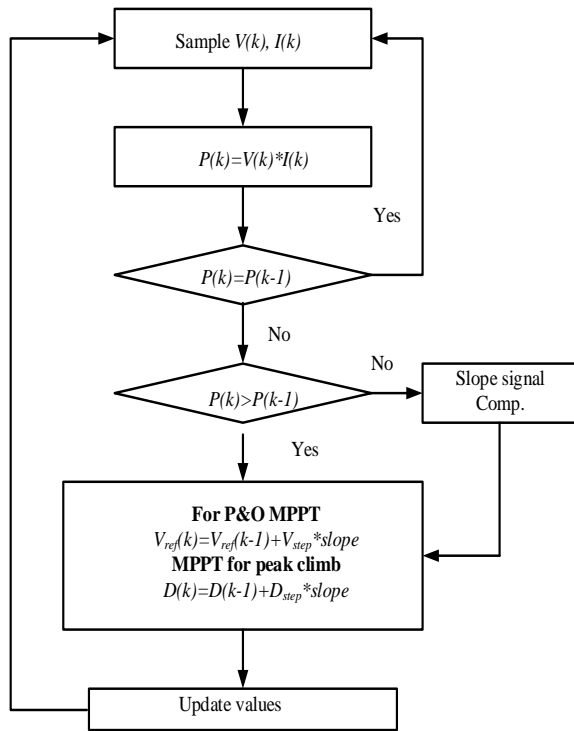 Sample V(k), I(k)
P(k)=V(k)*I(k)
Yes
P(k)=P(k-1)
No
No
P(k)>P(k-1)
Slope signal
Comp.
Yes
For P&O MPPT
Vref(k)=Vref(k-1)+Vstep*slope
MPPT for peak climb
D(k)=D(k-1)+Dstep*slope
Update values